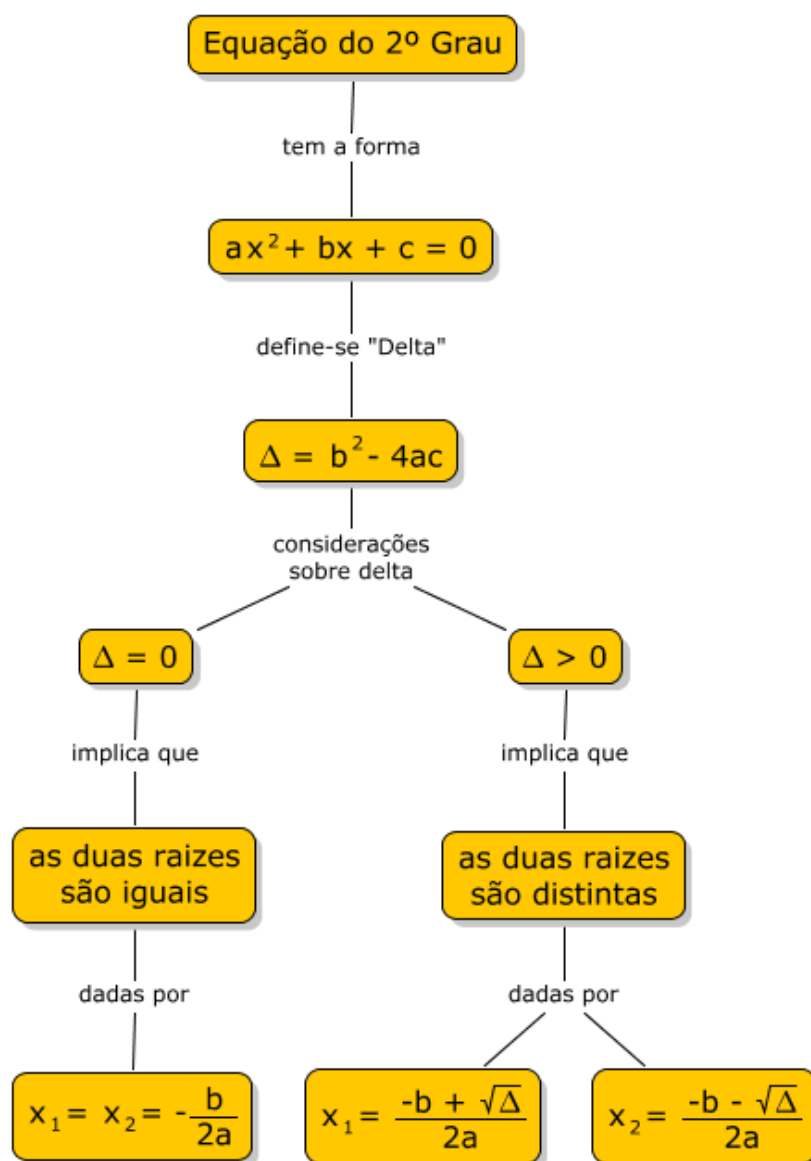 Equação do 2º Grau
tem a forma
ax² + bx + c = 0
define-se "Delta"
Δ = b² - 4ac
considerações
sobre delta
Δ = 0
Δ > 0
implica que
implica que
as duas raizes
são iguais
as duas raizes
são distintas
dadas por
dadas por
x₁ = x₂ = -b/2a
x₁ = -b + √Δ/2a
x₂ = -b - √Δ/2a